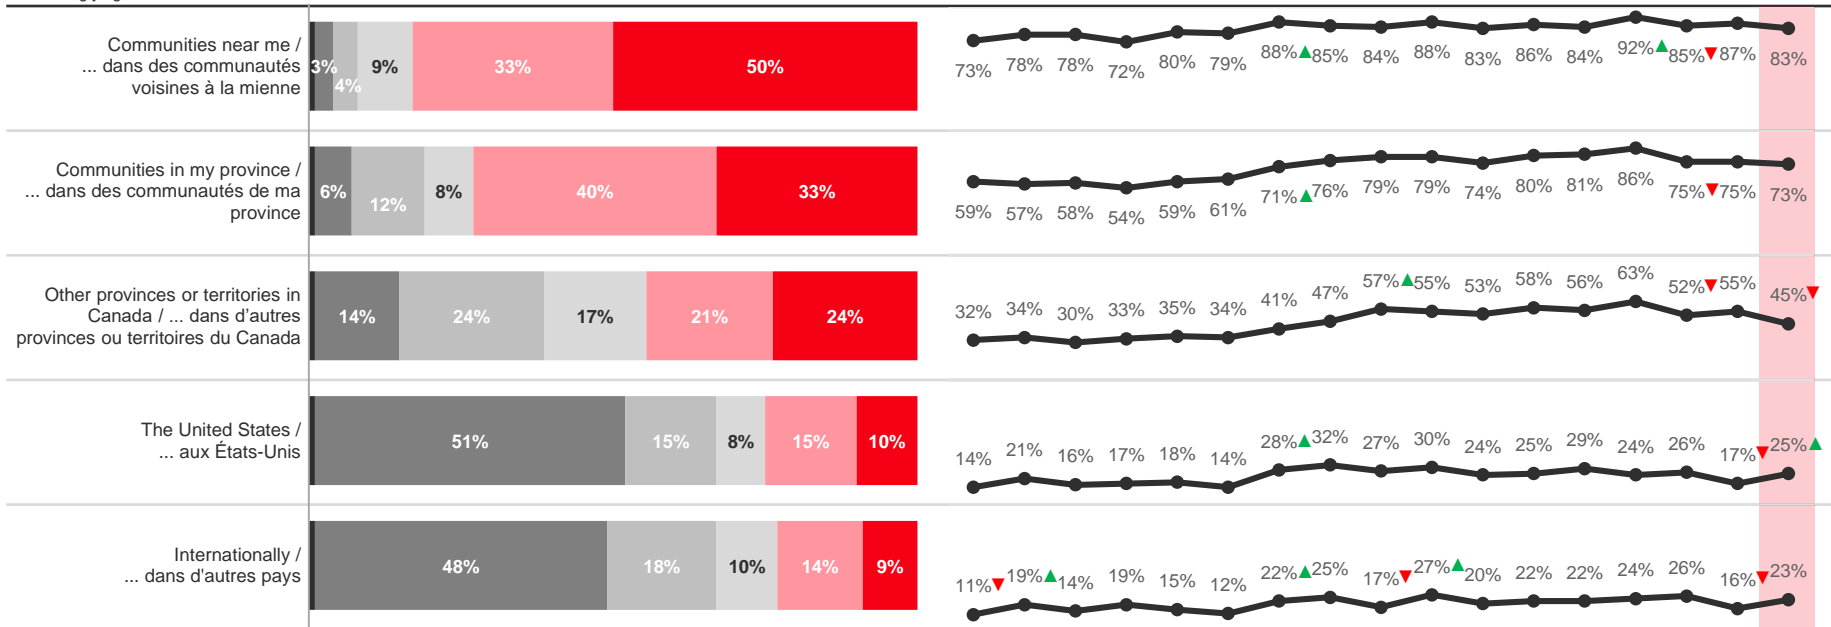 Communities near me /
... dans des communautés
voisines à la mienne
3% 4% 9% 33% 50%
73% 78% 78% 72% 80% 79% 88% ▲ 85% 84% 88% 83% 86% 84% 92% ▲ 85% ▼ 87% 83%
Communities in my province /
... dans des communautés de ma
province
6% 12% 8% 40% 33%
59% 57% 58% 54% 59% 61% 71% ▲ 76% 79% 79% 74% 80% 81% 86% 75% ▼ 75% 73%
Other provinces or territories in
Canada / ... dans d'autres
provinces ou territoires du Canada
14% 24% 17% 21% 24%
32% 34% 30% 33% 35% 34% 41% 47% 57% ▲ 55% 53% 58% 56% 63% 52% ▼ 55% 45% ▼
The United States /
... aux États-Unis
51% 15% 8% 15% 10%
14% 21% 16% 17% 18% 14% 28% ▲ 32% 27% 30% 24% 25% 29% 24% 26% 17% ▼ 25% ▲
Internationally /
... dans d'autres pays
48% 18% 10% 14% 9%
11% ▼ 19% ▲ 14% 19% 15% 12% 22% ▲ 25% 17% ▼ 27% ▲ 20% 22% 22% 24% 26% 16% ▼ 23%